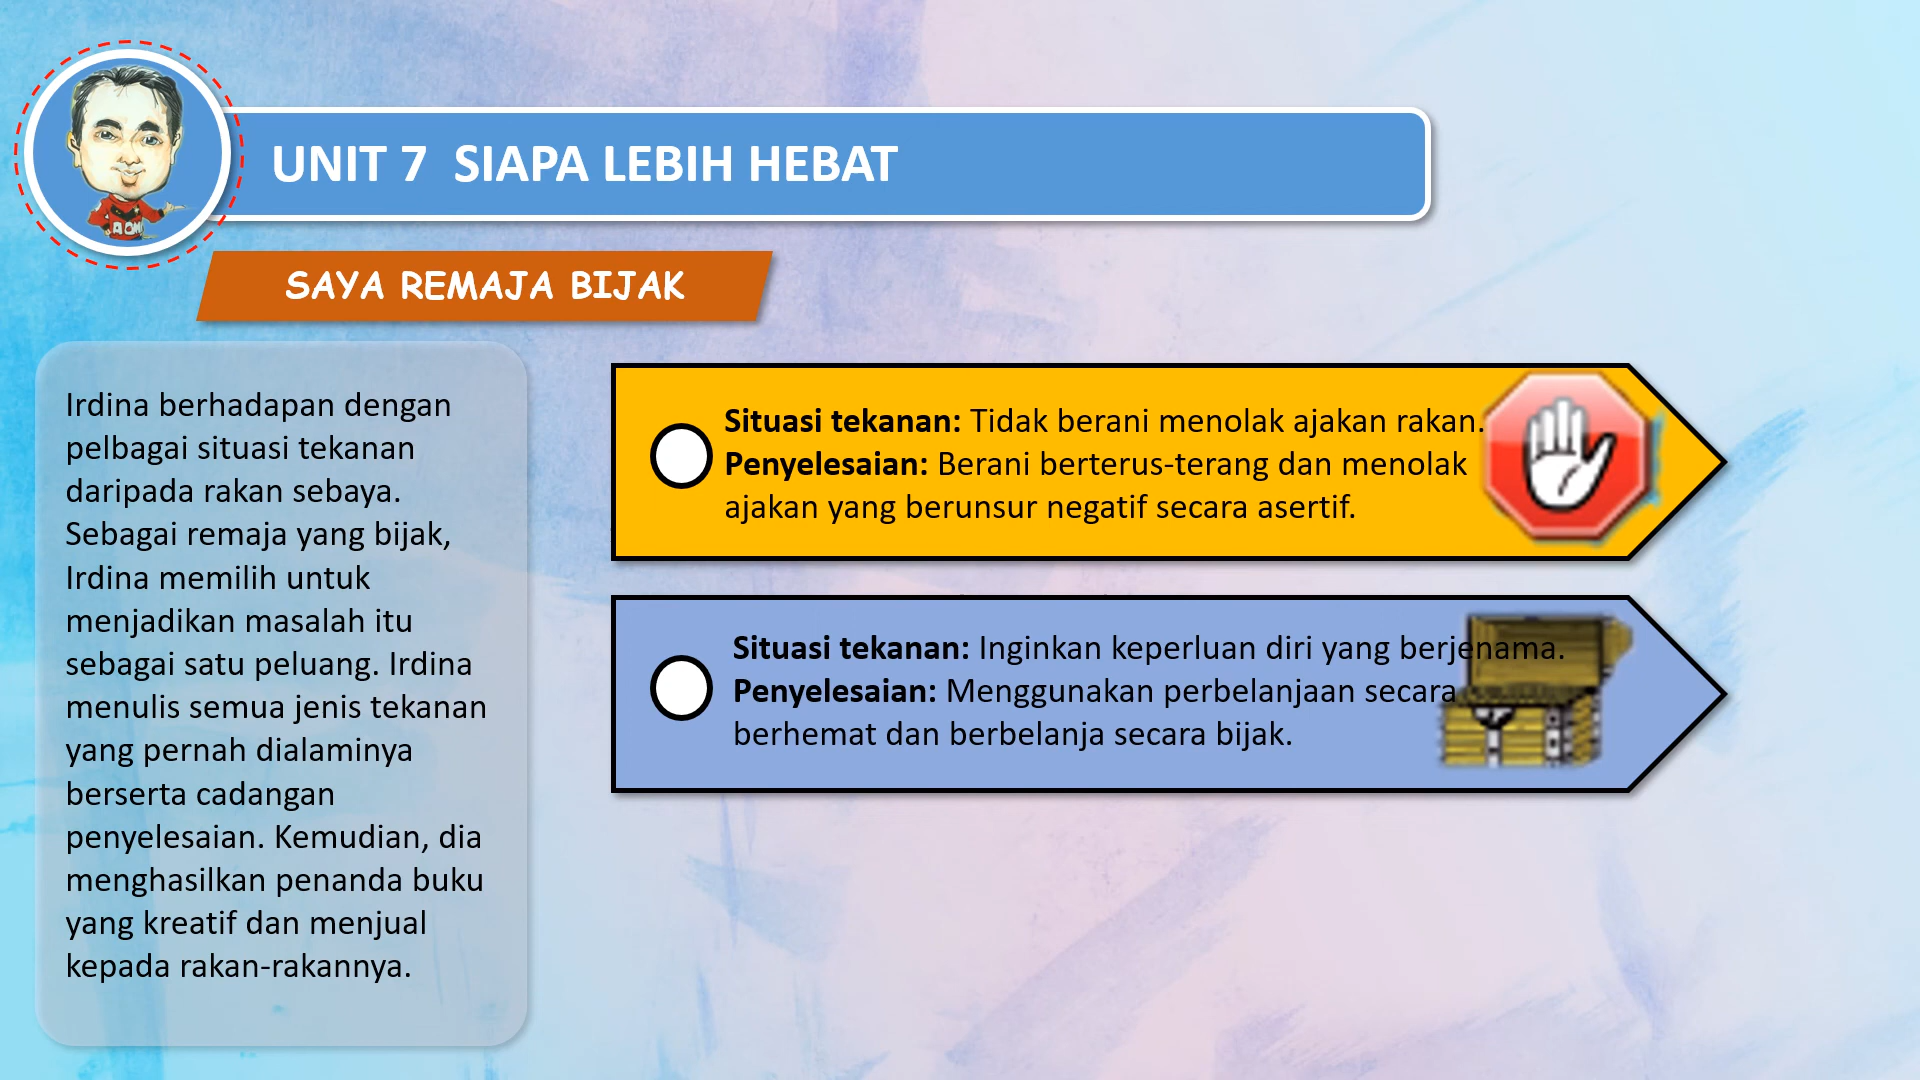 UNIT 7  SIAPA LEBIH HEBAT
SAYA REMAJA BIJAK
Irdina berhadapan dengan
pelbagai situasi tekanan
daripada rakan sebaya.
Sebagai remaja yang bijak,
Irdina memilih untuk
menjadikan masalah itu
sebagai satu peluang. Irdina
menulis semua jenis tekanan
yang pernah dialaminya
berserta cadangan
penyelesaian. Kemudian, dia
menghasilkan penanda buku
yang kreatif dan menjual
kepada rakan-rakannya.
Situasi tekanan: Tidak berani menolak ajakan rakan.
Penyelesaian: Berani berterus-terang dan menolak
ajakan yang berunsur negatif secara asertif.
Situasi tekanan: Inginkan keperluan diri yang berjenama.
Penyelesaian: Menggunakan perbelanjaan secara
berhemat dan berbelanja secara bijak.